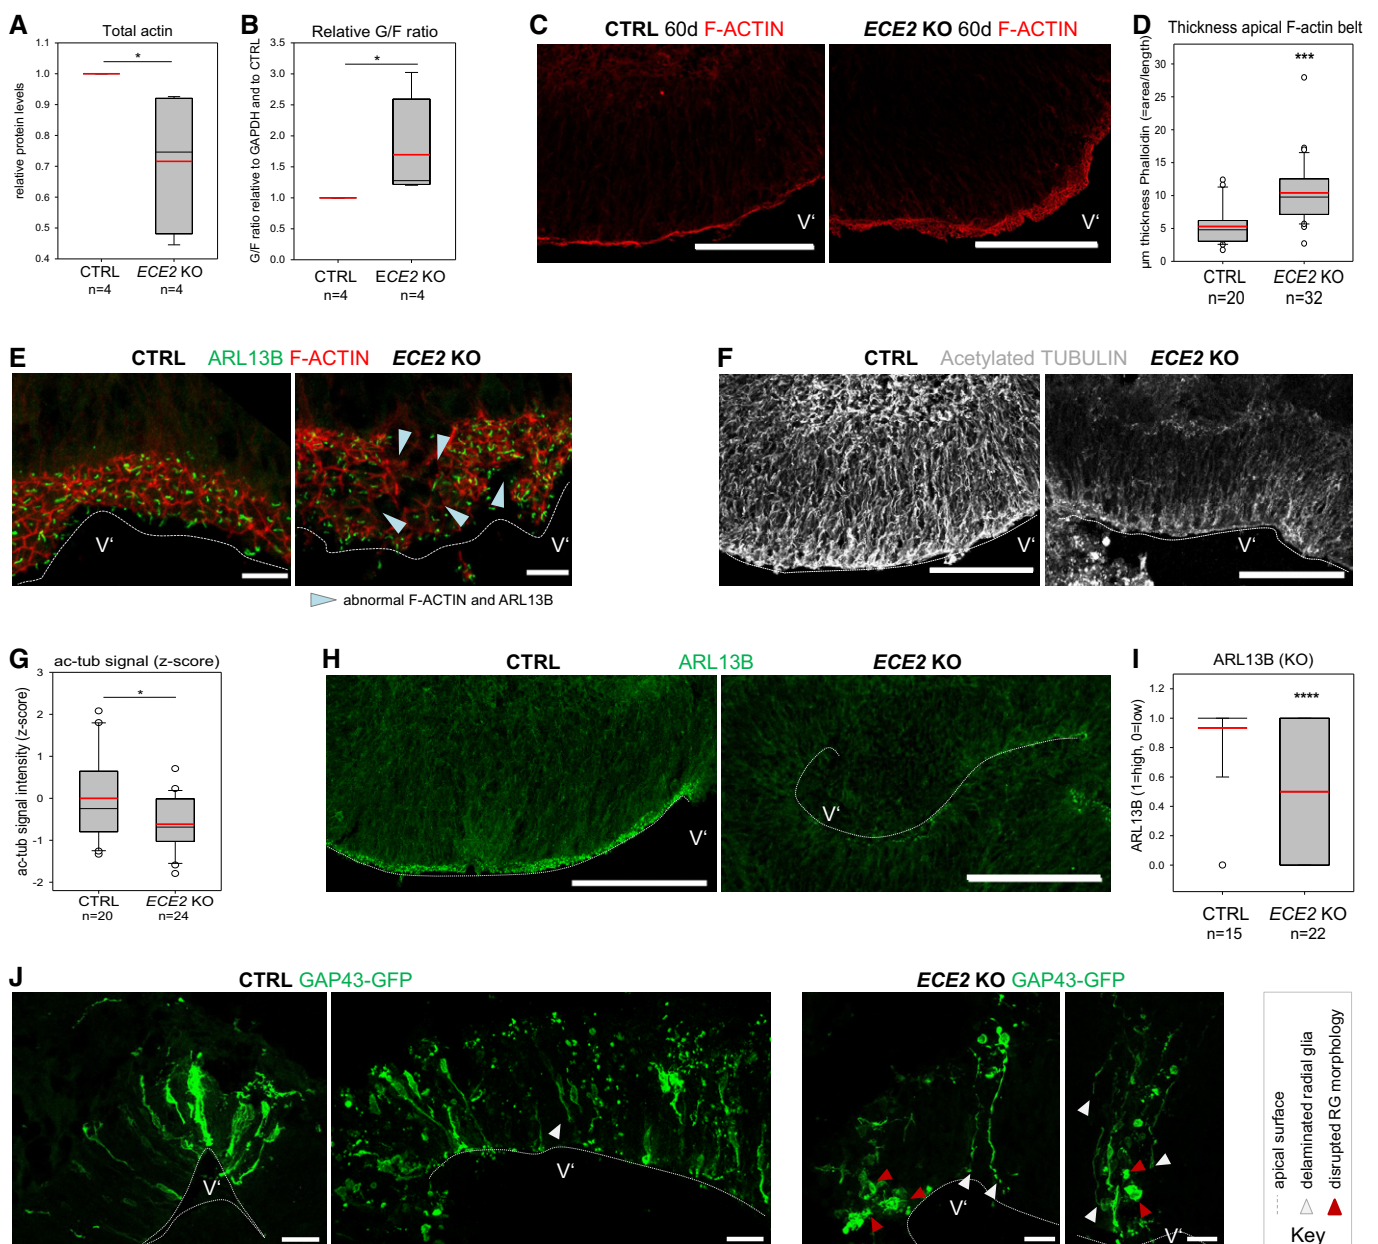 A
Total actin
relative protein levels
1.1
1.0
0.9
0.8
0.7
0.6
0.5
0.4
*
CTRL
n=4
ECE2 KO
n=4
B
Relative G/F ratio
G/F ratio relative to GAPDH and to CTRL
3.5
3.0
2.5
2.0
1.5
1.0
0.5
0.0
*
CTRL
n=4
ECE2 KO
n=4
C
CTRL 60d F-ACTIN
V'
ECE2 KO 60d F-ACTIN
V'
D
Thickness apical F-actin belt
µm thickness Phalloidin (=area/length)
30
25
20
15
10
5
0
***
CTRL
n=20
ECE2 KO
n=32
E
CTRL ARL13B F-ACTIN ECE2 KO
V'
V'
abnormal F-ACTIN and ARL13B
F
CTRL Acetylated TUBULIN ECE2 KO
V'
V'
G
ac-tub signal (z-score)
ac-tub signal intensity (z-score)
3
2
1
0
-1
-2
*
CTRL
n=20
ECE2 KO
n=24
H
CTRL ARL13B ECE2 KO
V'
V'
I
ARL13B (KO)
ARL13B (1=high, 0=low)
1.2
1.0
0.8
0.6
0.4
0.2
0.0
****
CTRL
n=15
ECE2 KO
n=22
J
CTRL GAP43-GFP
V'
V'
ECE2 KO GAP43-GFP
V'
V'
apical surface
delaminated radial glia
disrupted RG morphology
Key